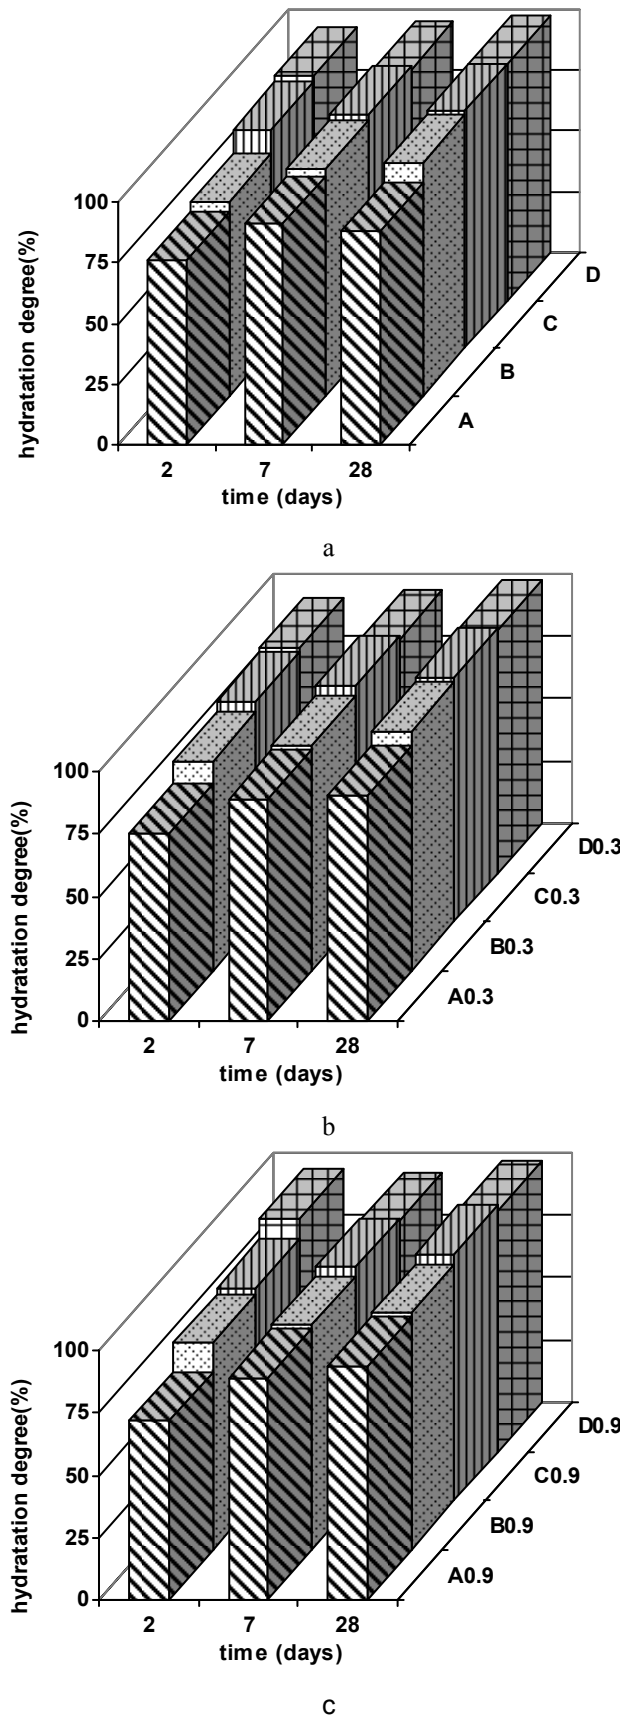 hydratation degree(%)
100
75
50
25
0
2 7 28
time (days)
A
B
C
D
a
hydratation degree(%)
100
75
50
25
0
2 7 28
time (days)
A0.3
B0.3
C0.3
D0.3
b
hydratation degree(%)
100
75
50
25
0
2 7 28
time (days)
A0.9
B0.9
C0.9
D0.9
c